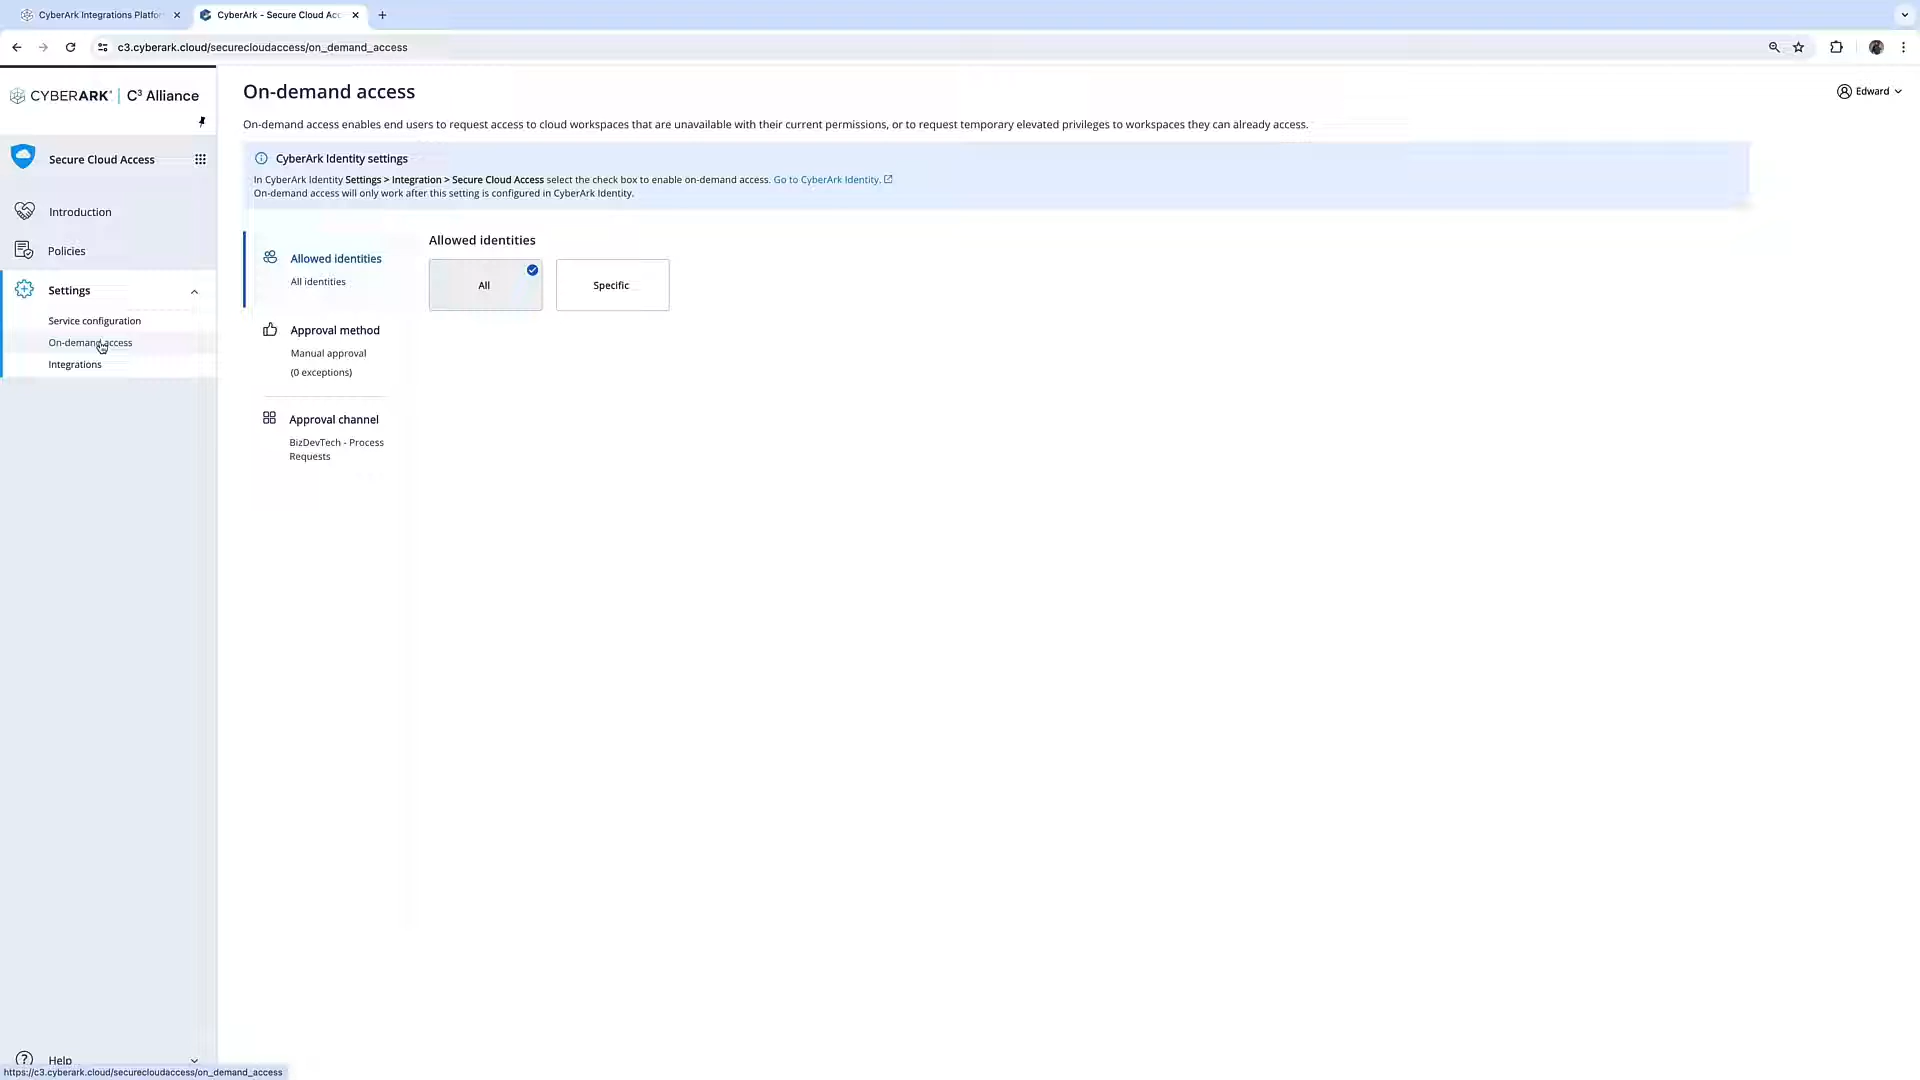 CyberArk Integrations Platfor
CyberArk - Secure Cloud Acc
c3.cyberark.cloud/securecloudaccess/on_demand_access
CYBERARK | C³ Alliance
Secure Cloud Access
Introduction
Policies
Settings
Service configuration
On-demand access
Integrations
Help
https://c3.cyberark.cloud/securecloudaccess/on_demand_access
On-demand access
Edward
On-demand access enables end users to request access to cloud workspaces that are unavailable with their current permissions, or to request temporary elevated privileges to workspaces they can already access.
CyberArk Identity settings
In CyberArk Identity Settings > Integration > Secure Cloud Access select the check box to enable on-demand access. Go to CyberArk Identity.
On-demand access will only work after this setting is configured in CyberArk Identity.
Allowed identities
All identities
Approval method
Manual approval
(0 exceptions)
Approval channel
BizDevTech - Process
Requests
Allowed identities
All
Specific